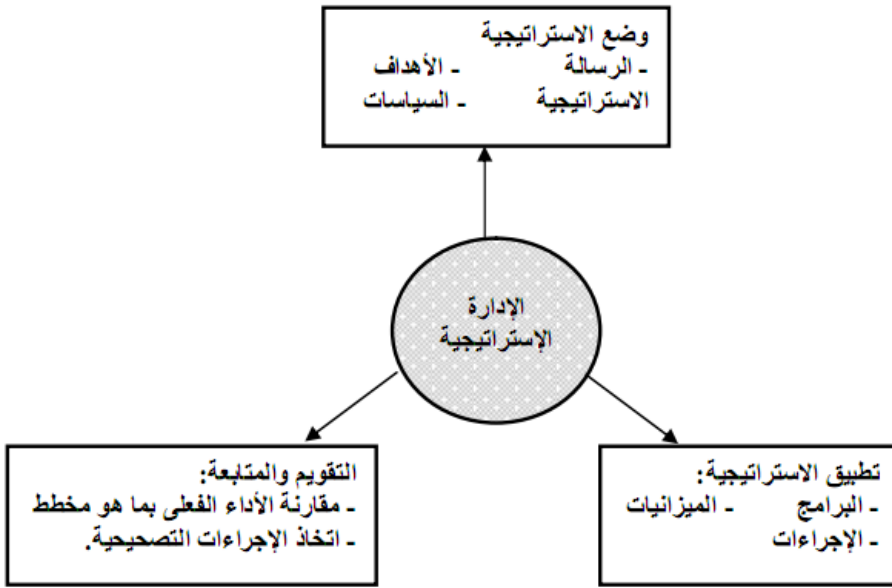 وضع الاستراتيجية
- الرسالة - الأهداف
الاستراتيجية - السياسات
الإدارة
الإستراتيجية
تطبيق الاستراتيجية:
- البرامج - الميزانيات
- الإجراءات
التقويم والمتابعة:
- مقارنة الأداء الفعلى بما هو مخطط
- اتخاذ الإجراءات التصحيحية.